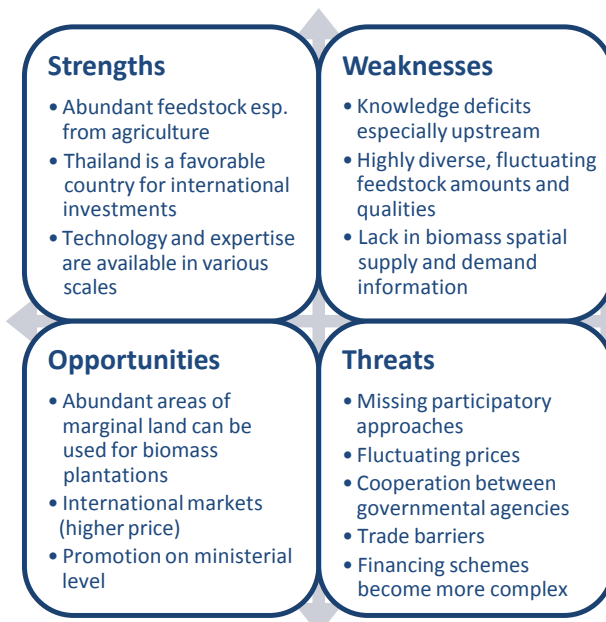 Strengths
• Abundant feedstock esp.
from agriculture
• Thailand is a favorable
country for international
investments
• Technology and expertise
are available in various
scales
Weaknesses
• Knowledge deficits
especially upstream
• Highly diverse, fluctuating
feedstock amounts and
qualities
• Lack in biomass spatial
supply and demand
information
Opportunities
• Abundant areas of
marginal land can be
used for biomass
plantations
• International markets
(higher price)
• Promotion on ministerial
level
Threats
• Missing participatory
approaches
• Fluctuating prices
• Cooperation between
governmental agencies
• Trade barriers
• Financing schemes
become more complex